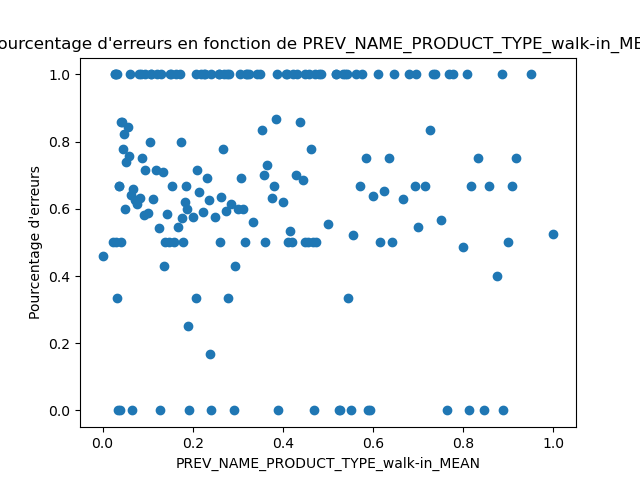 ourcentage d'erreurs en fonction de PREV_NAME_PRODUCT_TYPE_walk-in_ME
1.0
0.8
0.6
0.4
0.2
0.0
Pourcentage d'erreurs
0.0 0.2 0.4 0.6 0.8 1.0
PREV_NAME_PRODUCT_TYPE_walk-in_MEAN